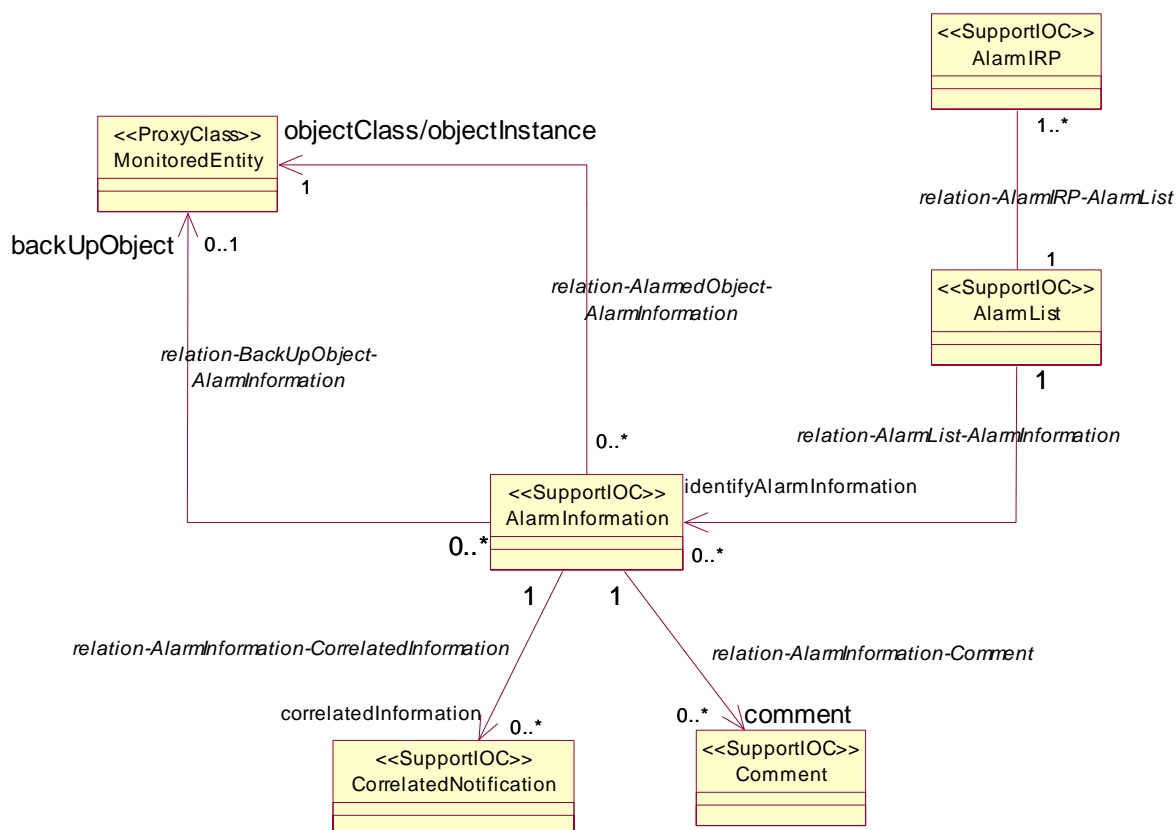 <<SupportIOC>>
AlarmIRP
1..*
relation-AlarmIRP-AlarmList
1
<<SupportIOC>>
AlarmList
1
<<ProxyClass>>
MonitoredEntity
objectClass/objectInstance
1
backUpObject
0..1
relation-AlarmedObject-
AlarmInformation
relation-BackUpObject-
AlarmInformation
0..*
relation-AlarmList-AlarmInformation
<<SupportIOC>>
AlarmInformation
identifyAlarmInformation
0..*
0..*
1
1
relation-AlarmInformation-CorrelatedInformation
relation-AlarmInformation-Comment
correlatedInformation
0..*
0..*
comment
<<SupportIOC>>
CorrelatedNotification
<<SupportIOC>>
Comment